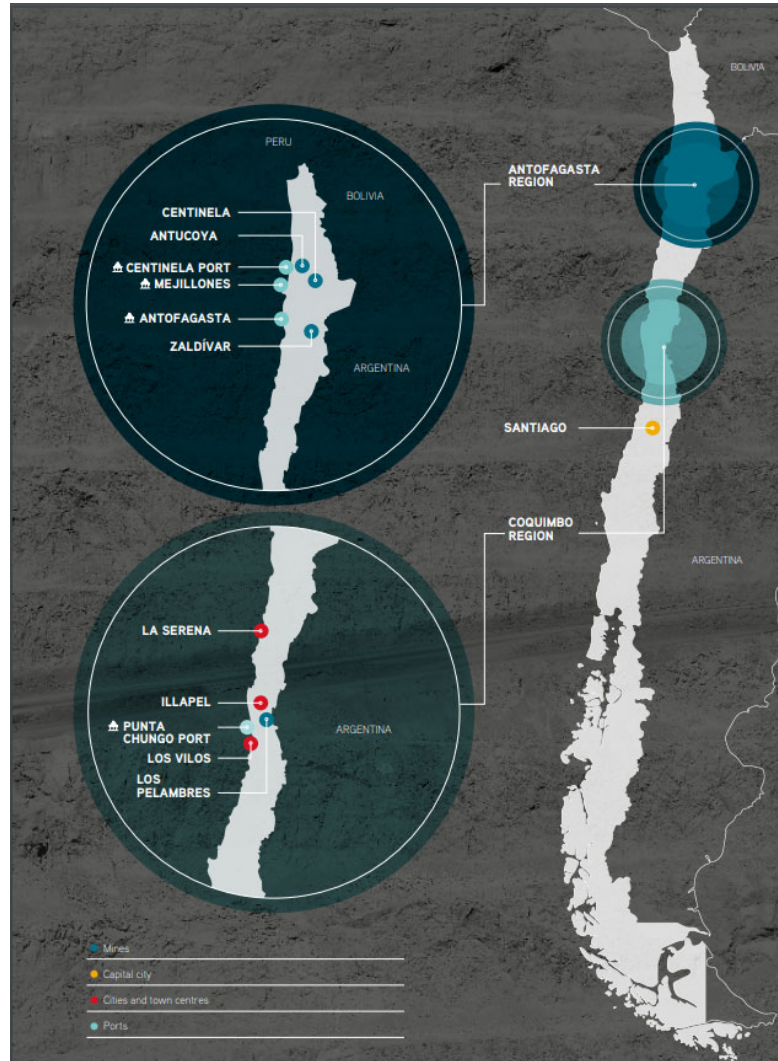 BOLIVIA
PERU
BOLIVIA
ANTOFAGASTA
REGION
CENTINELA
ANTUCOYA
CENTINELA PORT
MEJILLONES
ANTOFAGASTA
ZALDÍVAR
ARGENTINA
SANTIAGO
COQUIMBO
REGION
ARGENTINA
LA SERENA
ILLAPEL
PUNTA
CHUNGO PORT
ARGENTINA
LOS VILOS
LOS
PELAMBRES
Mines
Capital city
Cities and town centres
Ports